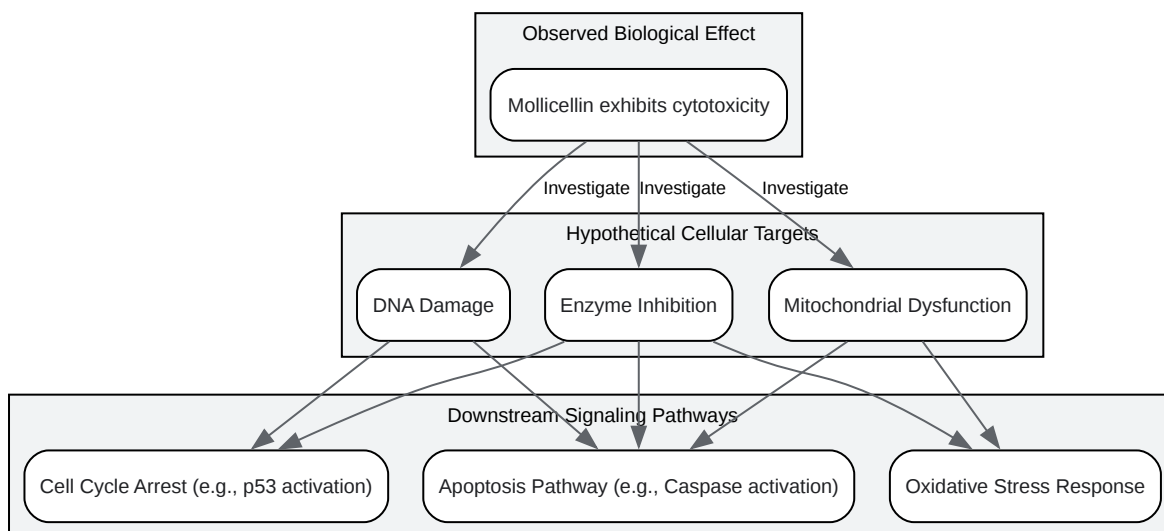 Observed Biological Effect
Mollicellin exhibits cytotoxicity
Investigate
Investigate
Investigate
Hypothetical Cellular Targets
DNA Damage
Enzyme Inhibition
Mitochondrial Dysfunction
Downstream Signaling Pathways
Cell Cycle Arrest (e.g., p53 activation)
Apoptosis Pathway (e.g., Caspase activation)
Oxidative Stress Response